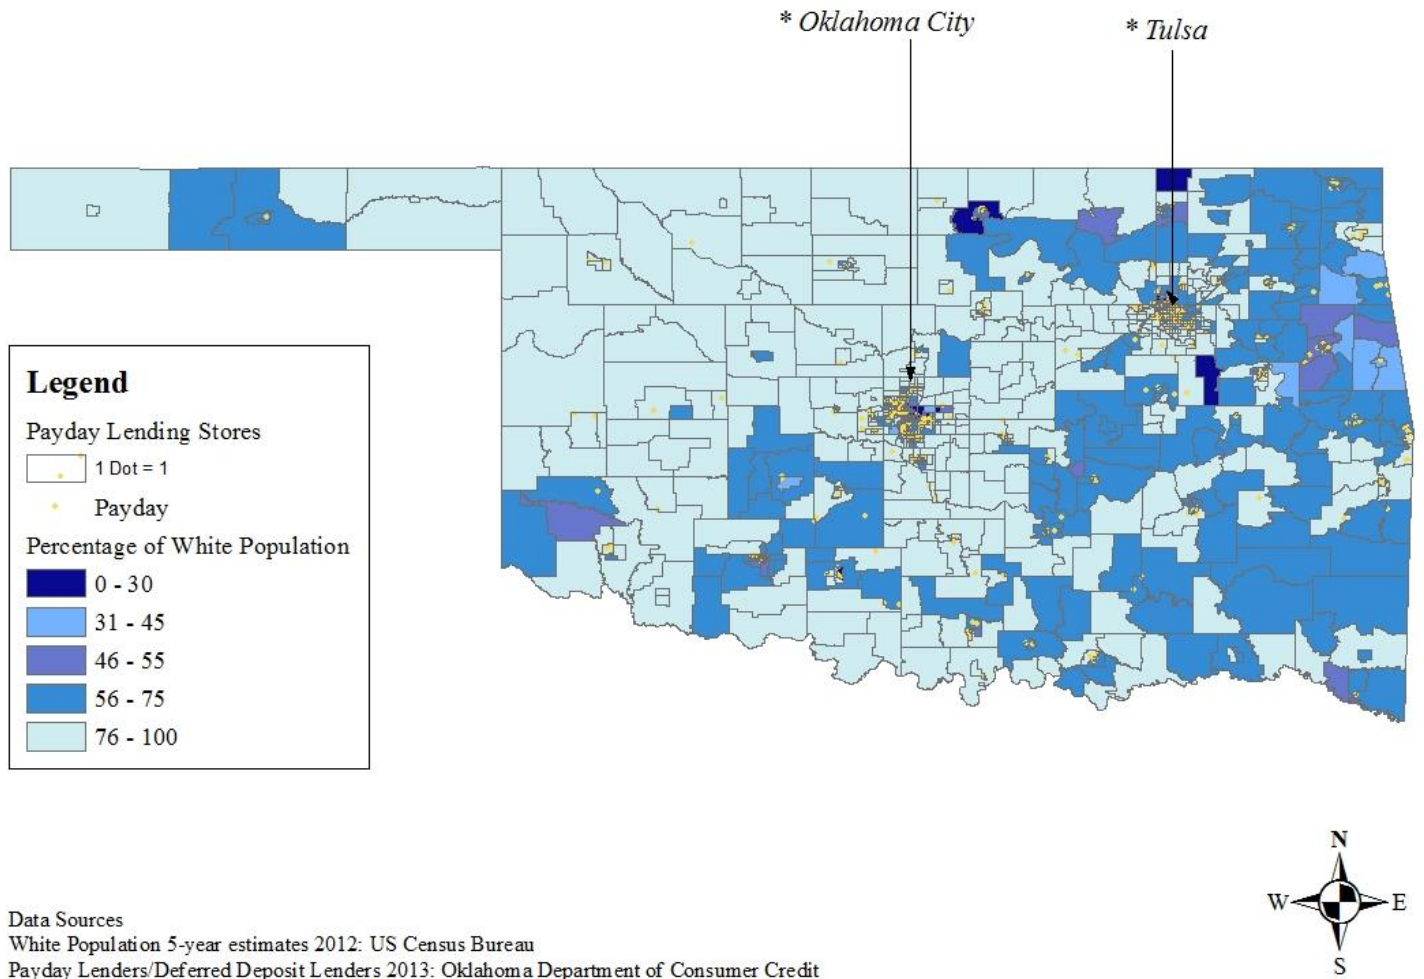 * Oklahoma City
* Tulsa
Legend
Payday Lending Stores
1 Dot = 1
Payday
Percentage of White Population
0 - 30
31 - 45
46 - 55
56 - 75
76 - 100
N
W E
S
Data Sources
White Population 5-year estimates 2012: US Census Bureau
Payday Lenders/Deferred Deposit Lenders 2013: Oklahoma Department of Consumer Credit